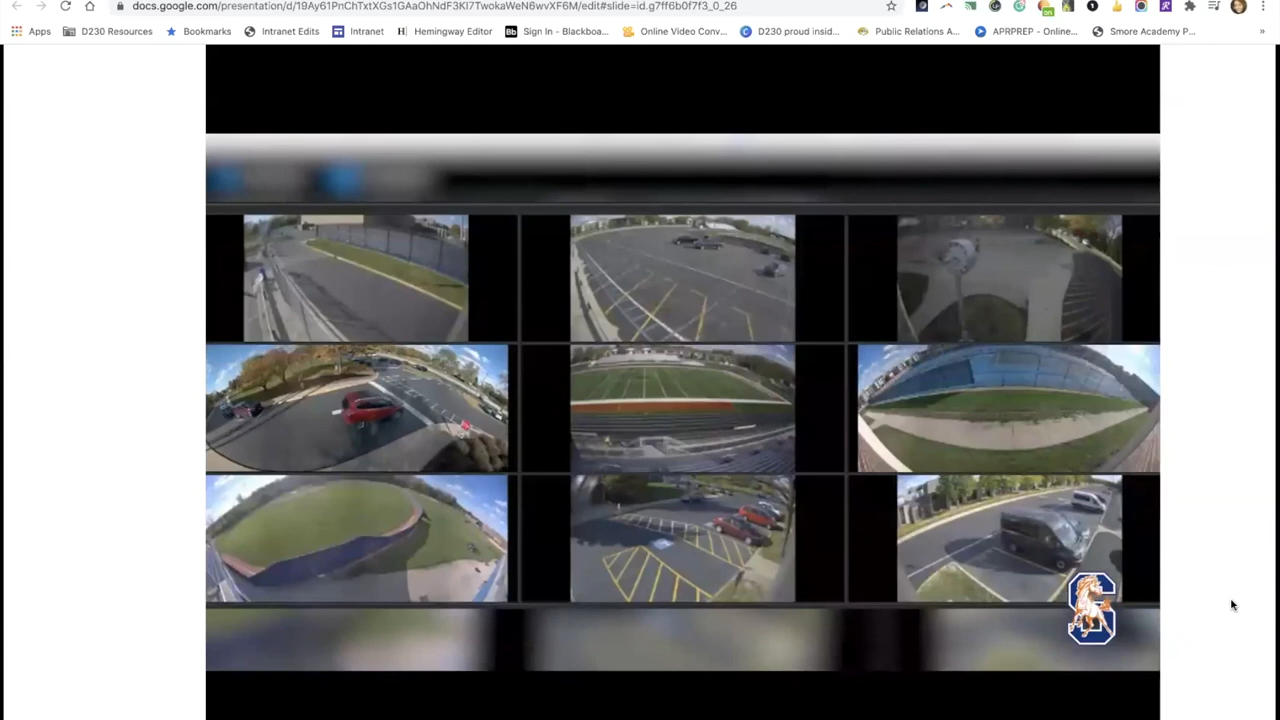 docs.google.com/presentation/d/19Ay61PnChTxtXGs1GAaOhNdF3KI7TwokaWeN6wvXF6M/edit#slide=id.g7ff6b0f7f3_0_26
Apps D230 Resources Bookmarks Intranet Edits Intranet Hemingway Editor Bb Sign In - Blackboa... Online Video Conv... D230 proud insid... Public Relations A... APRPREP - Online... Smore Academy P... »
S